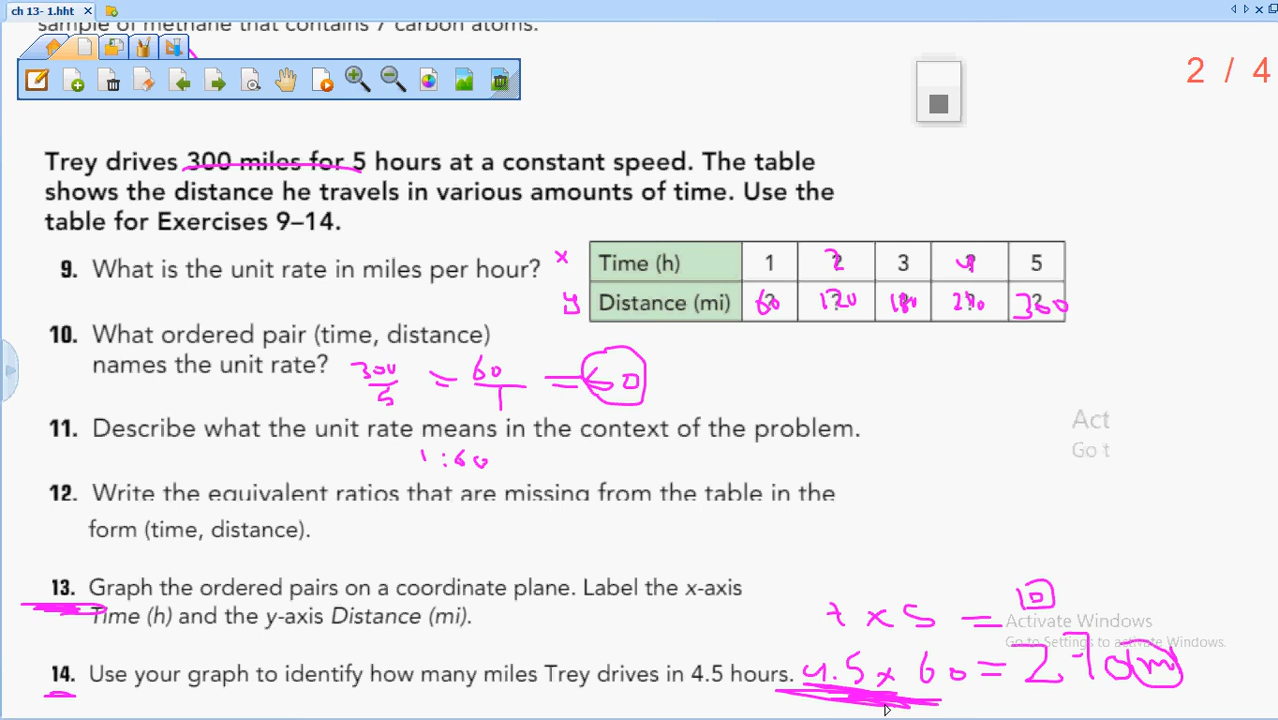 ch 13- 1.hht
sample of methane that contains 7 carbon atoms.
2 / 4
Trey drives 300 miles for 5 hours at a constant speed. The table
shows the distance he travels in various amounts of time. Use the
table for Exercises 9–14.
9. What is the unit rate in miles per hour?
x Time (h) 1 2 3 4 5
y Distance (mi) 60 120 180 240 300
10. What ordered pair (time, distance)
names the unit rate?
300/5 = 60/1 = 60
11. Describe what the unit rate means in the context of the problem.
1 : 60
Act
Go t
12. Write the equivalent ratios that are missing from the table in the
form (time, distance).
13. Graph the ordered pairs on a coordinate plane. Label the x-axis
Time (h) and the y-axis Distance (mi).
x 5 =
Activate Windows
Go to Settings to activate Windows.
14. Use your graph to identify how many miles Trey drives in 4.5 hours.
4.5 x 60 = 270 m